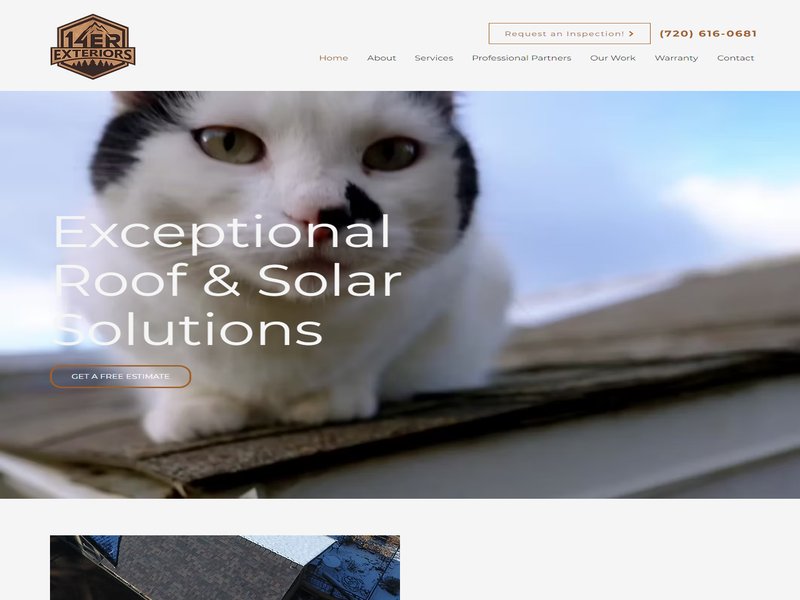 14ER
EXTERIORS
Request an Inspection!
(720) 616-0681
Home About Services Professional Partners Our Work Warranty Contact
Exceptional
Roof & Solar
Solutions
GET A FREE ESTIMATE